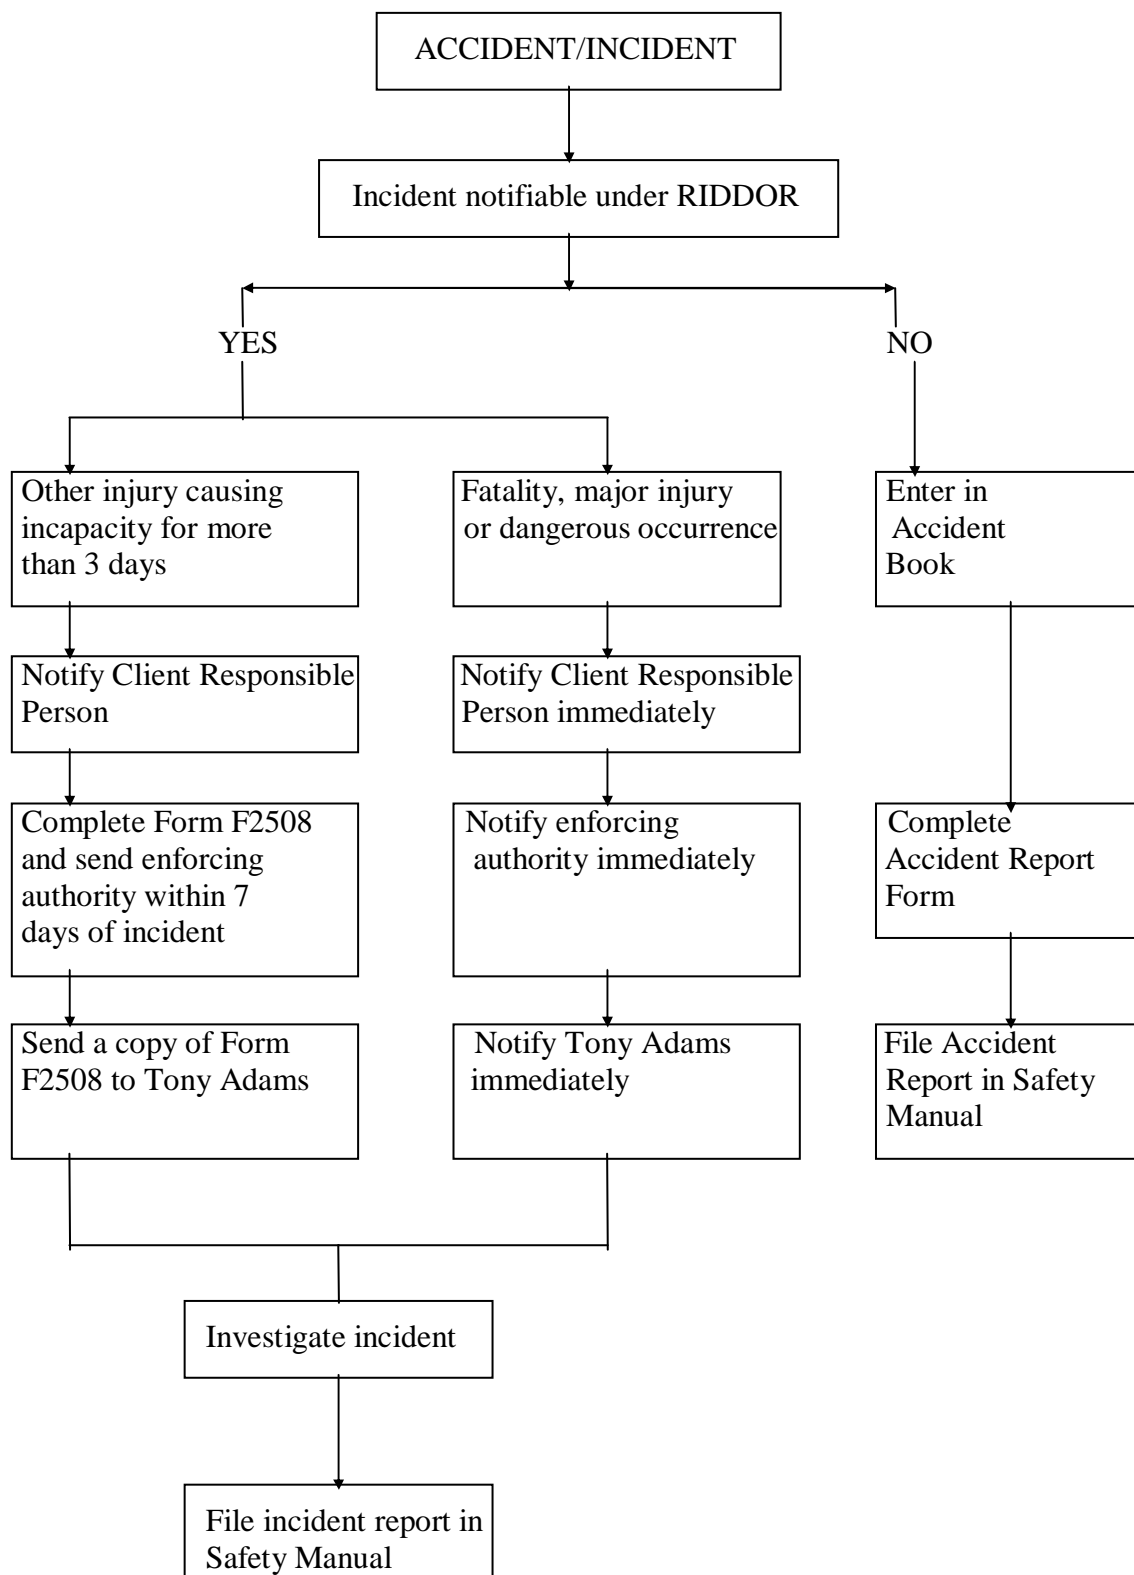 ACCIDENT/INCIDENT
Incident notifiable under RIDDOR
YES
NO
Other injury causing
incapacity for more
than 3 days
Fatality, major injury
or dangerous occurrence
Enter in
Accident
Book
Notify Client Responsible
Person
Notify Client Responsible
Person immediately
Complete Form F2508
and send enforcing
authority within 7
days of incident
Notify enforcing
authority immediately
Complete
Accident Report
Form
Send a copy of Form
F2508 to Tony Adams
Notify Tony Adams
immediately
File Accident
Report in Safety
Manual
Investigate incident
File incident report in
Safety Manual